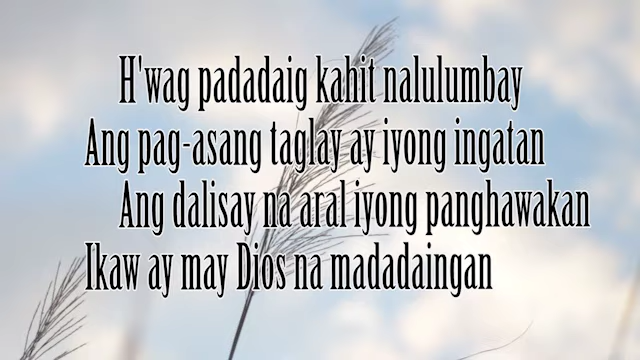 H'wag padadaig kahit nalulumbay
Ang pag-asang taglay ay iyong ingatan
Ang dalisay na aral iyong panghawakan
Ikaw ay may Dios na madadaingan